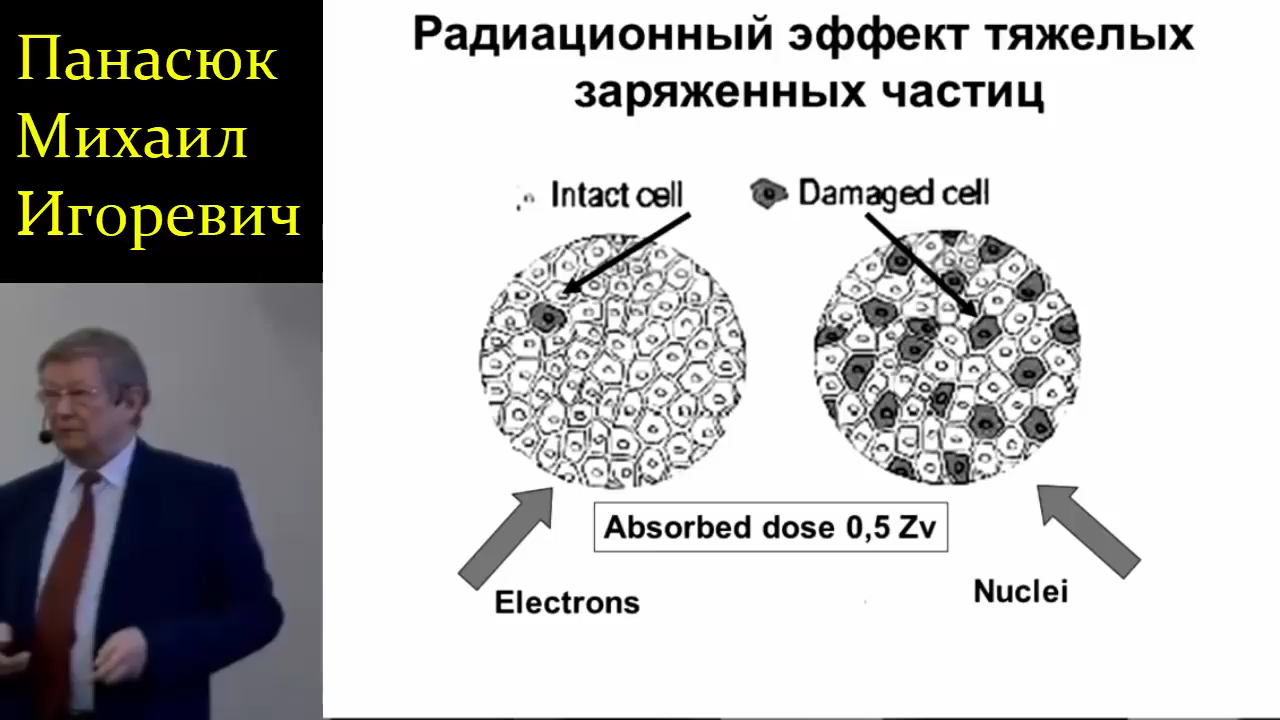 Панасюк
Михаил
Игоревич
Радиационный эффект тяжелых
заряженных частиц
Intact cell
Damaged cell
Absorbed dose 0,5 Zv
Electrons
Nuclei